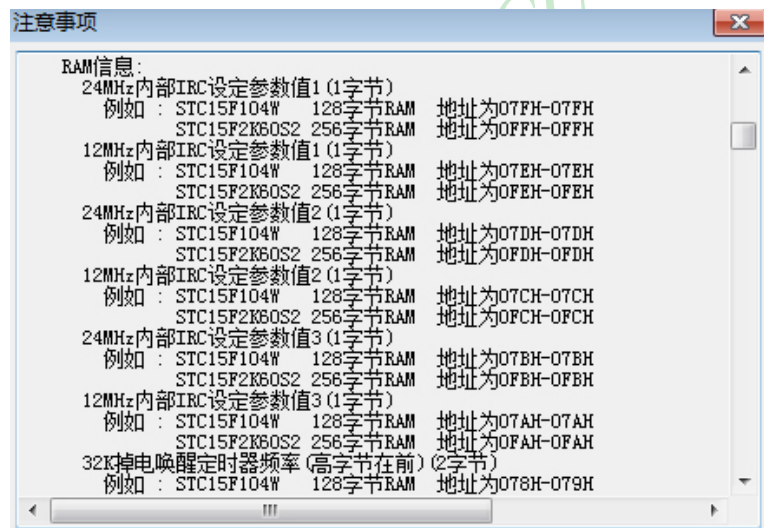 注意事项
RAM信息:
24MHz内部IRC设定参数值1(1字节)
例如 : STC15F104W 128字节RAM 地址为07FH-07FH
STC15F2K60S2 256字节RAM 地址为0FFH-0FFH
12MHz内部IRC设定参数值1(1字节)
例如 : STC15F104W 128字节RAM 地址为07EH-07EH
STC15F2K60S2 256字节RAM 地址为0FEH-0FEH
24MHz内部IRC设定参数值2(1字节)
例如 : STC15F104W 128字节RAM 地址为07DH-07DH
STC15F2K60S2 256字节RAM 地址为0FDH-0FDH
12MHz内部IRC设定参数值2(1字节)
例如 : STC15F104W 128字节RAM 地址为07CH-07CH
STC15F2K60S2 256字节RAM 地址为0FCH-0FCH
24MHz内部IRC设定参数值3(1字节)
例如 : STC15F104W 128字节RAM 地址为07BH-07BH
STC15F2K60S2 256字节RAM 地址为0FBH-0FBH
12MHz内部IRC设定参数值3(1字节)
例如 : STC15F104W 128字节RAM 地址为07AH-07AH
STC15F2K60S2 256字节RAM 地址为0FAH-0FAH
32K掉电唤醒定时器频率(高字节在前)(2字节)
例如 : STC15F104W 128字节RAM 地址为078H-079H